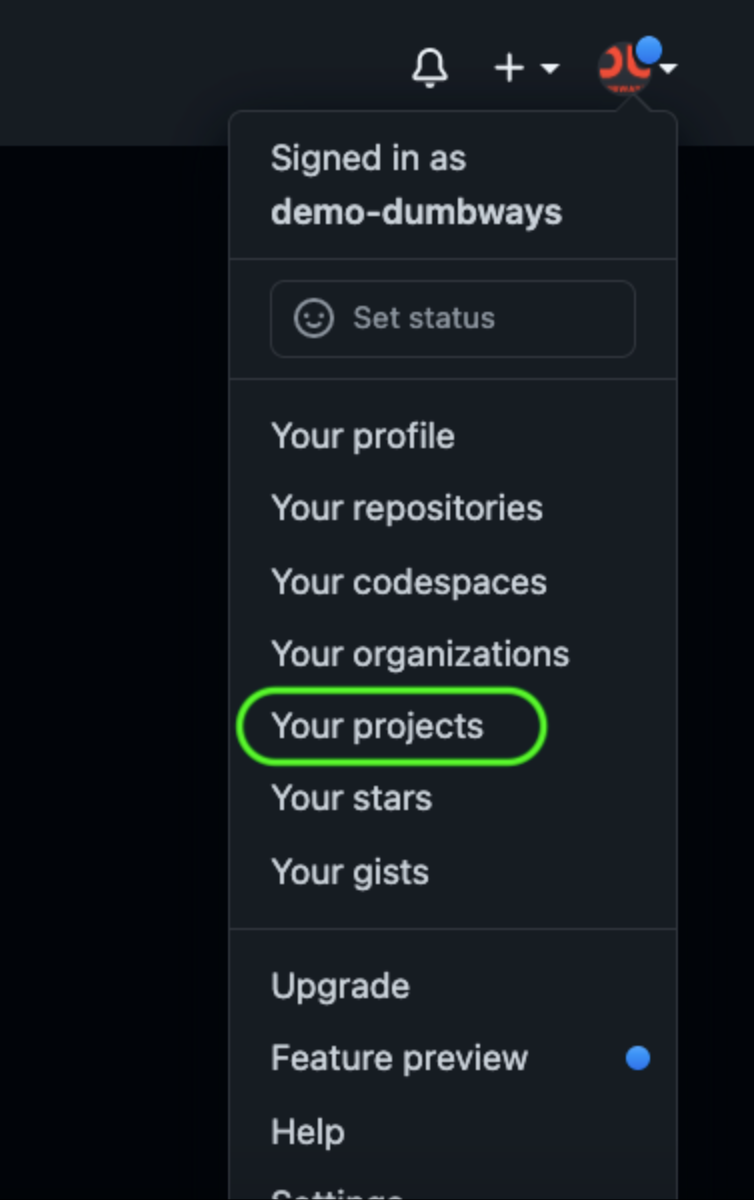 Signed in as
demo-dumbways
Set status
Your profile
Your repositories
Your codespaces
Your organizations
Your projects
Your stars
Your gists
Upgrade
Feature preview
Help
Settings